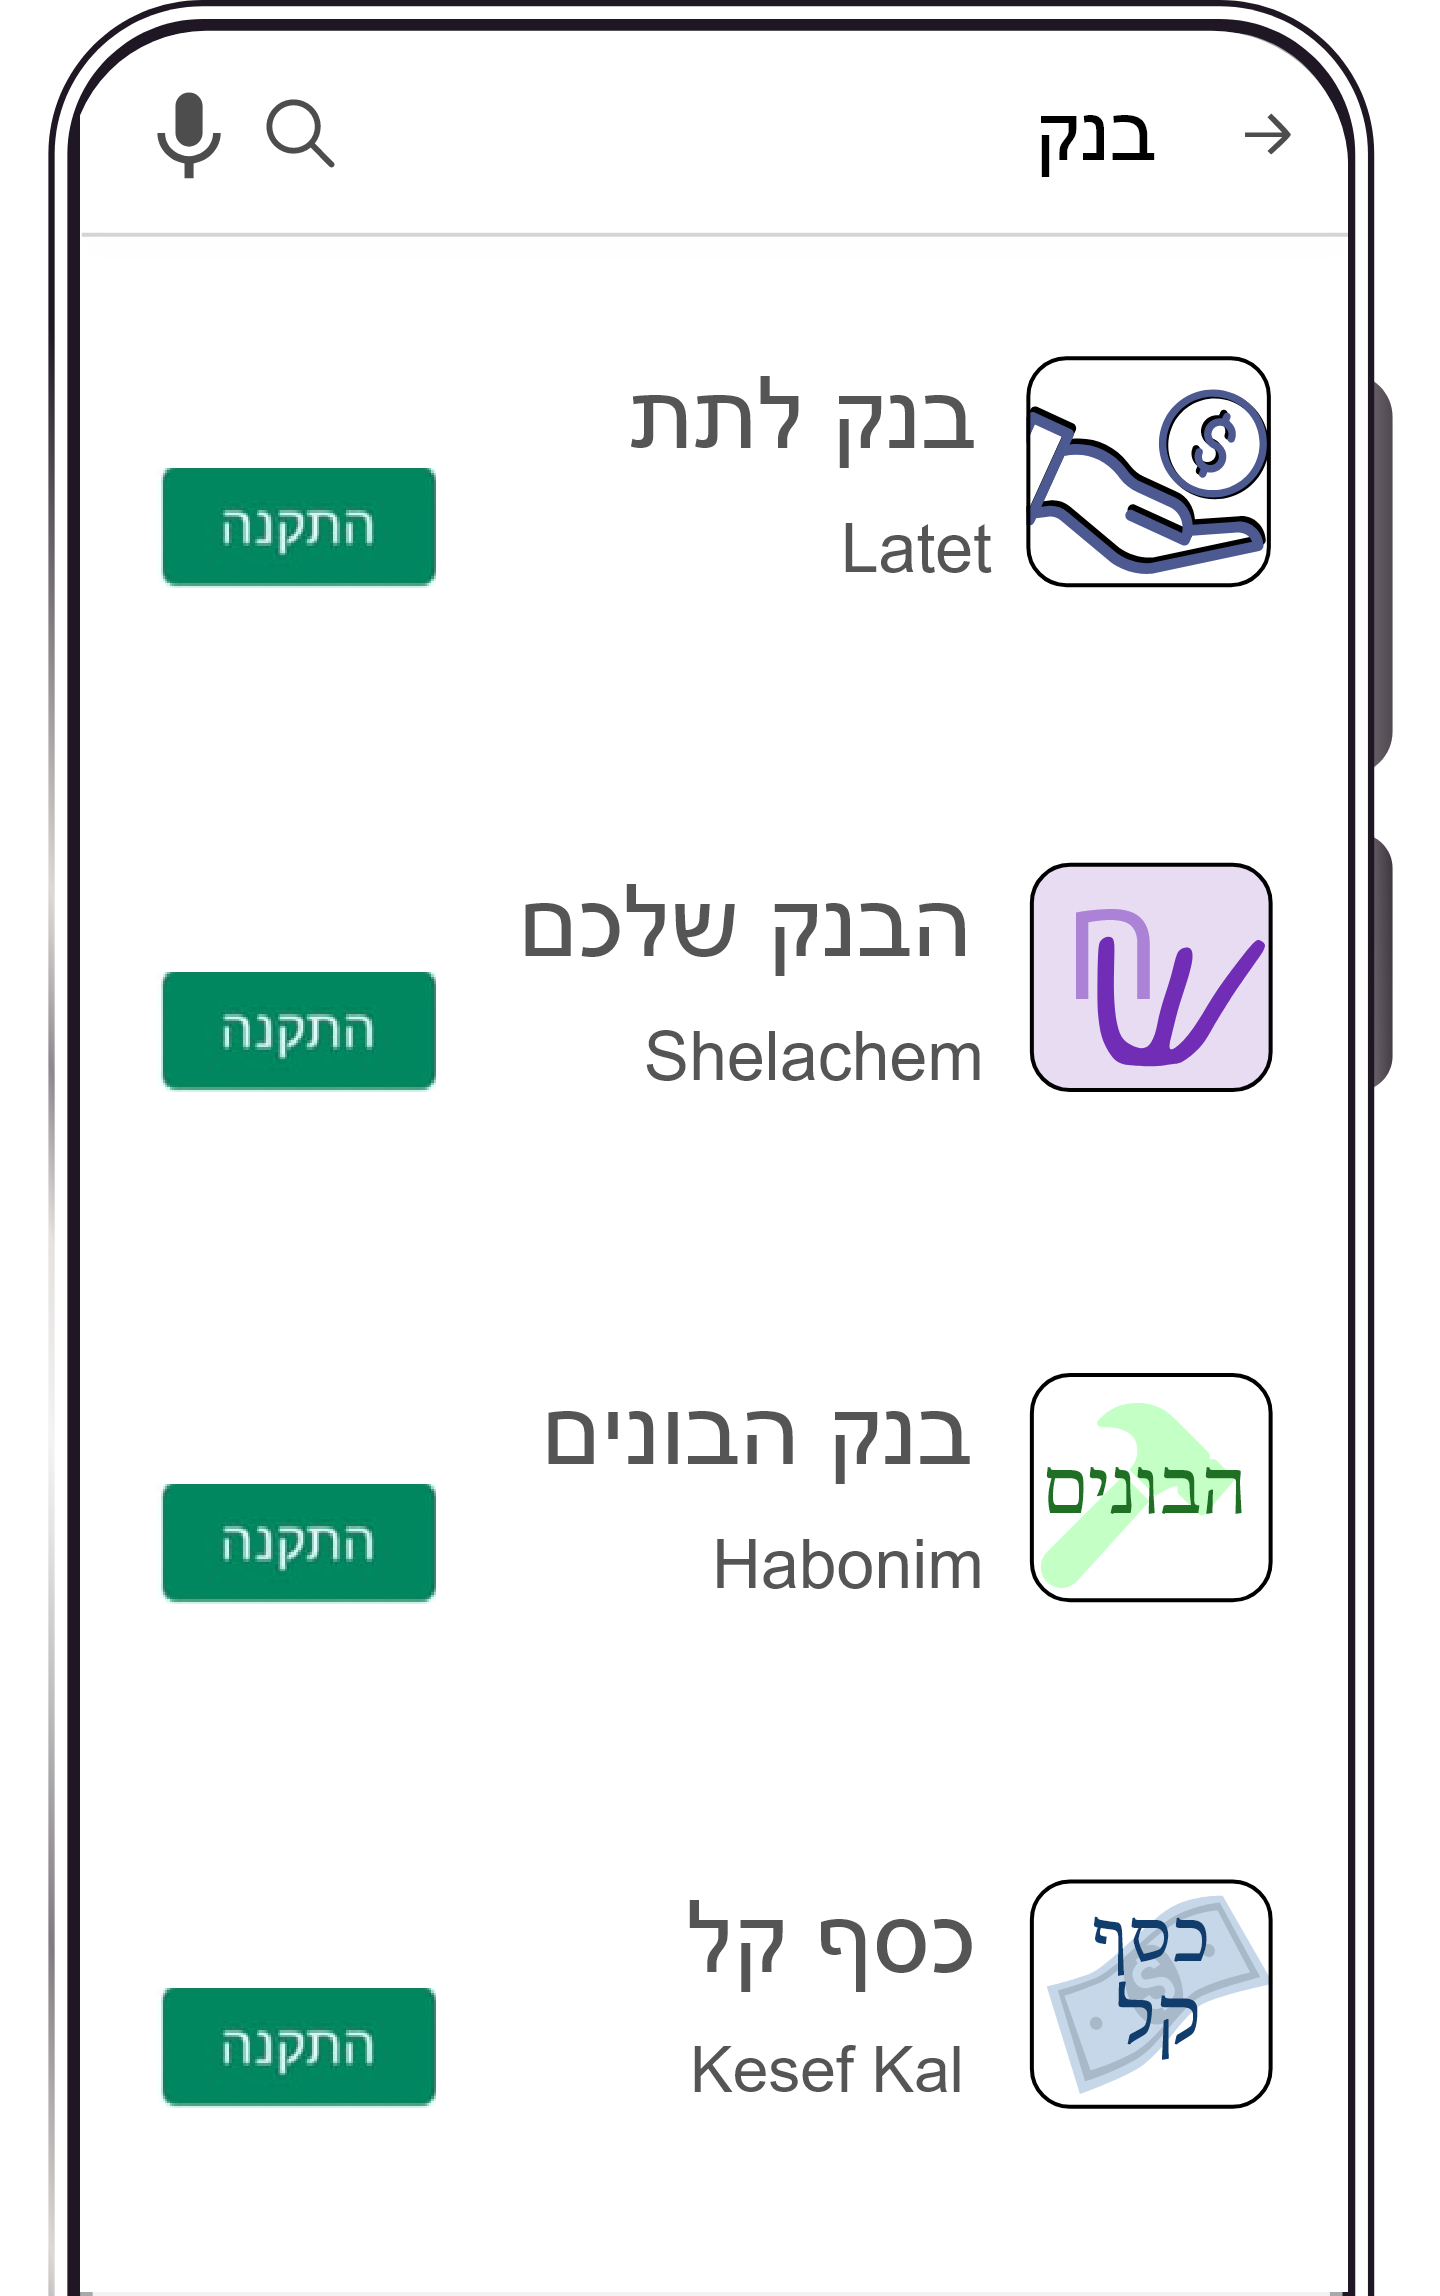 בנק
בנק לתת
Latet
התקנה
הבנק שלכם
Shelachem
התקנה
הבונים
בנק הבונים
Habonim
התקנה
כסף
קל
כסף קל
Kesef Kal
התקנה